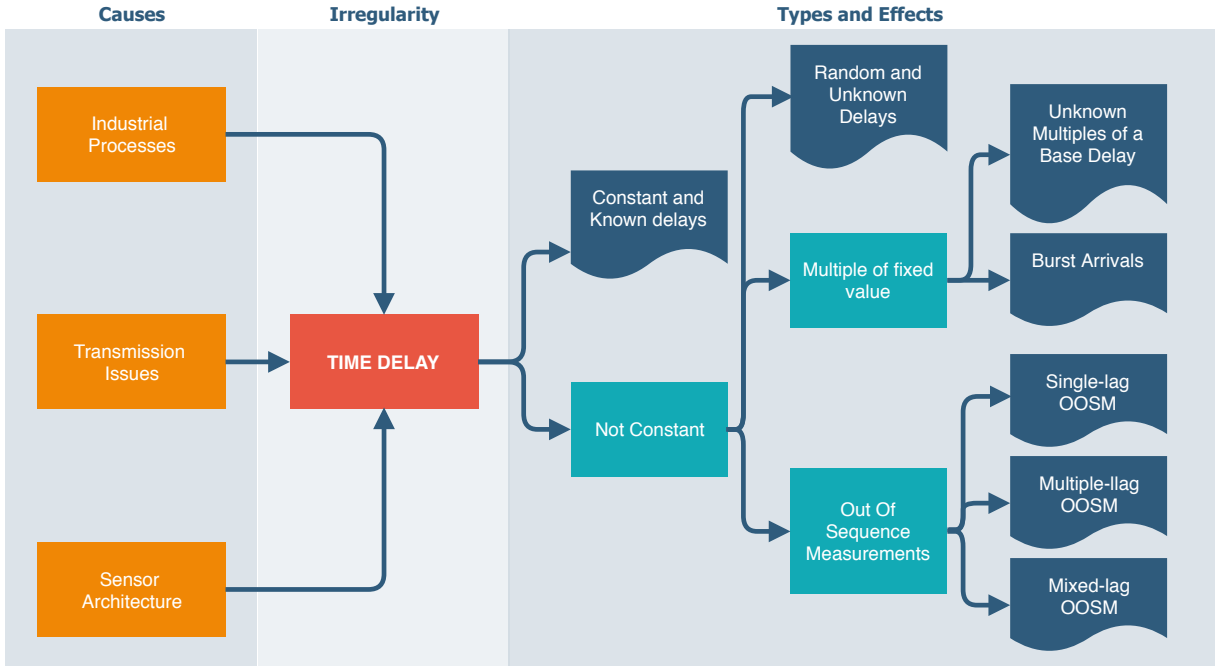 Causes
Irregularity
Types and Effects
Industrial
Processes
Transmission
Issues
Sensor
Architecture
TIME DELAY
Constant and
Known delays
Not Constant
Random and
Unknown
Delays
Multiple of fixed
value
Out Of
Sequence
Measurements
Unknown
Multiples of a
Base Delay
Burst Arrivals
Single-lag
OOSM
Multiple-llag
OOSM
Mixed-lag
OOSM